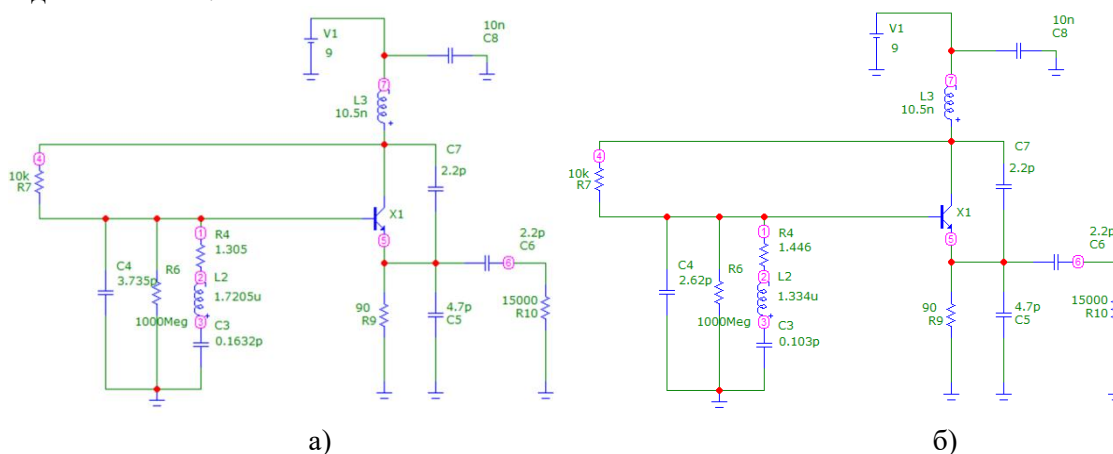 10n
C8
V1
9
7
L3
10.5n
C7
2.2p
4
10k
R7
X1
5
1
R4
1.305
2.2p
C6
6
C4
3.735p
R6
2
L2
1.7205u
1000Meg
3
C3
0.1632p
90
R9
4.7p
C5
15000
R10
а)
10n
C8
V1
9
7
L3
10.5n
C7
2.2p
4
10k
R7
X1
5
1
R4
1.446
2.2p
C6
6
C4
2.62p
R6
2
L2
1.334u
1000Meg
3
C3
0.103p
90
R9
4.7p
C5
15000
R10
б)